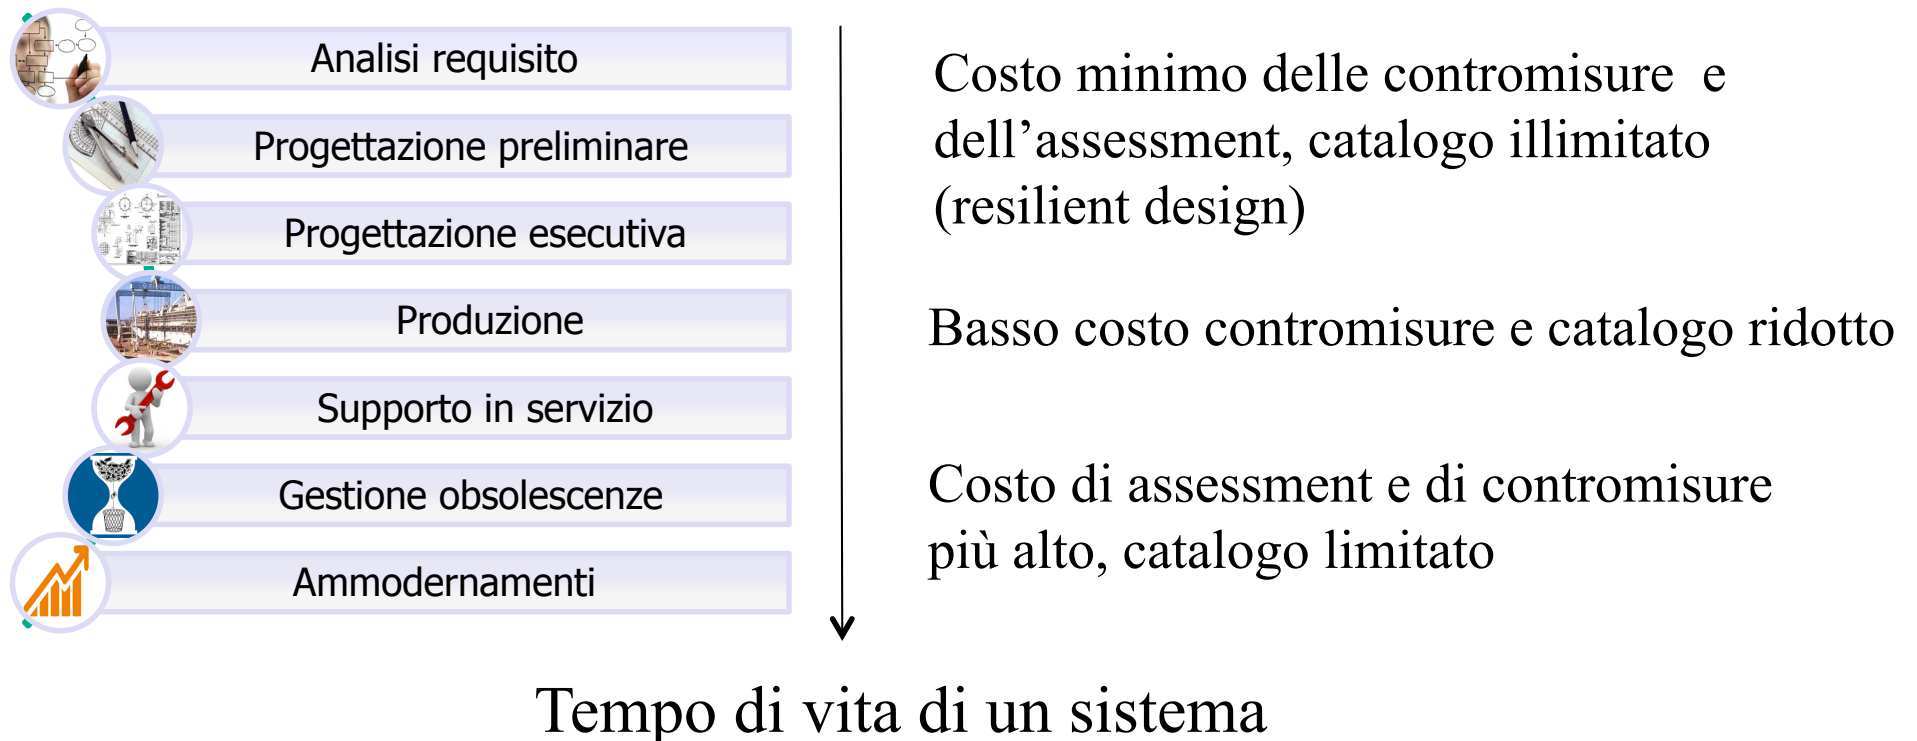 Analisi requisito
Progettazione preliminare
Progettazione esecutiva
Produzione
Supporto in servizio
Gestione obsolescenze
Ammodernamenti
Costo minimo delle contromisure e
dell’assessment, catalogo illimitato
(resilient design)
Basso costo contromisure e catalogo ridotto
Costo di assessment e di contromisure
più alto, catalogo limitato
Tempo di vita di un sistema